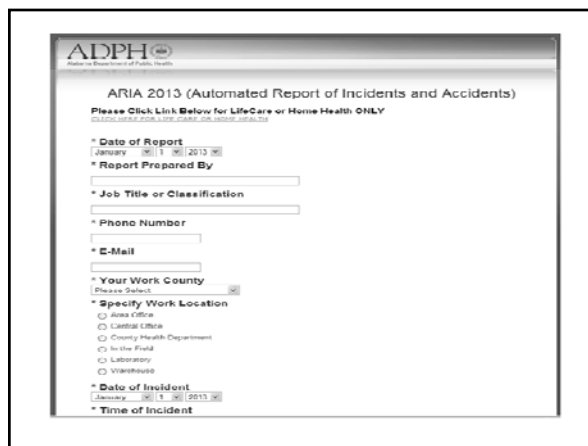 ADPH
Alabama Department of Public Health
ARIA 2013 (Automated Report of Incidents and Accidents)
Please Click Link Below for LifeCare or Home Health ONLY
CLICK HERE FOR LIFE CARE OR HOME HEALTH
* Date of Report
January 1 2013
* Report Prepared By
* Job Title or Classification
* Phone Number
* E-Mail
* Your Work County
Please Select
* Specify Work Location
Area Office
Central Office
County Health Department
In the Field
Laboratory
Warehouse
* Date of Incident
January 1 2013
* Time of Incident